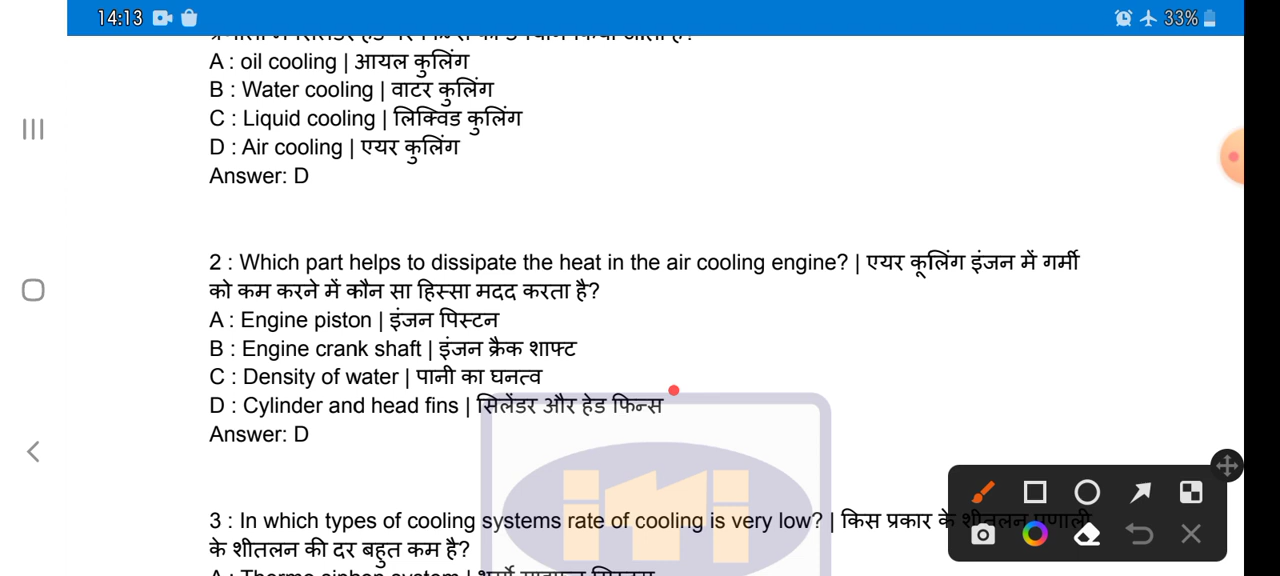 14:13
33%
A : oil cooling | आयल कुलिंग
B : Water cooling | वाटर कुलिंग
C : Liquid cooling | लिक्विड कुलिंग
D : Air cooling | एयर कुलिंग
Answer: D
2 : Which part helps to dissipate the heat in the air cooling engine? | एयर कूलिंग इंजन में गर्मी
को कम करने में कौन सा हिस्सा मदद करता है?
A : Engine piston | इंजन पिस्टन
B : Engine crank shaft | इंजन क्रैक शाफ्ट
C : Density of water | पानी का घनत्व
D : Cylinder and head fins | सिलेंडर और हेड फिन्स
Answer: D
iti
3 : In which types of cooling systems rate of cooling is very low? | किस प्रकार के शीतलन प्रणाली
के शीतलन की दर बहुत कम है?